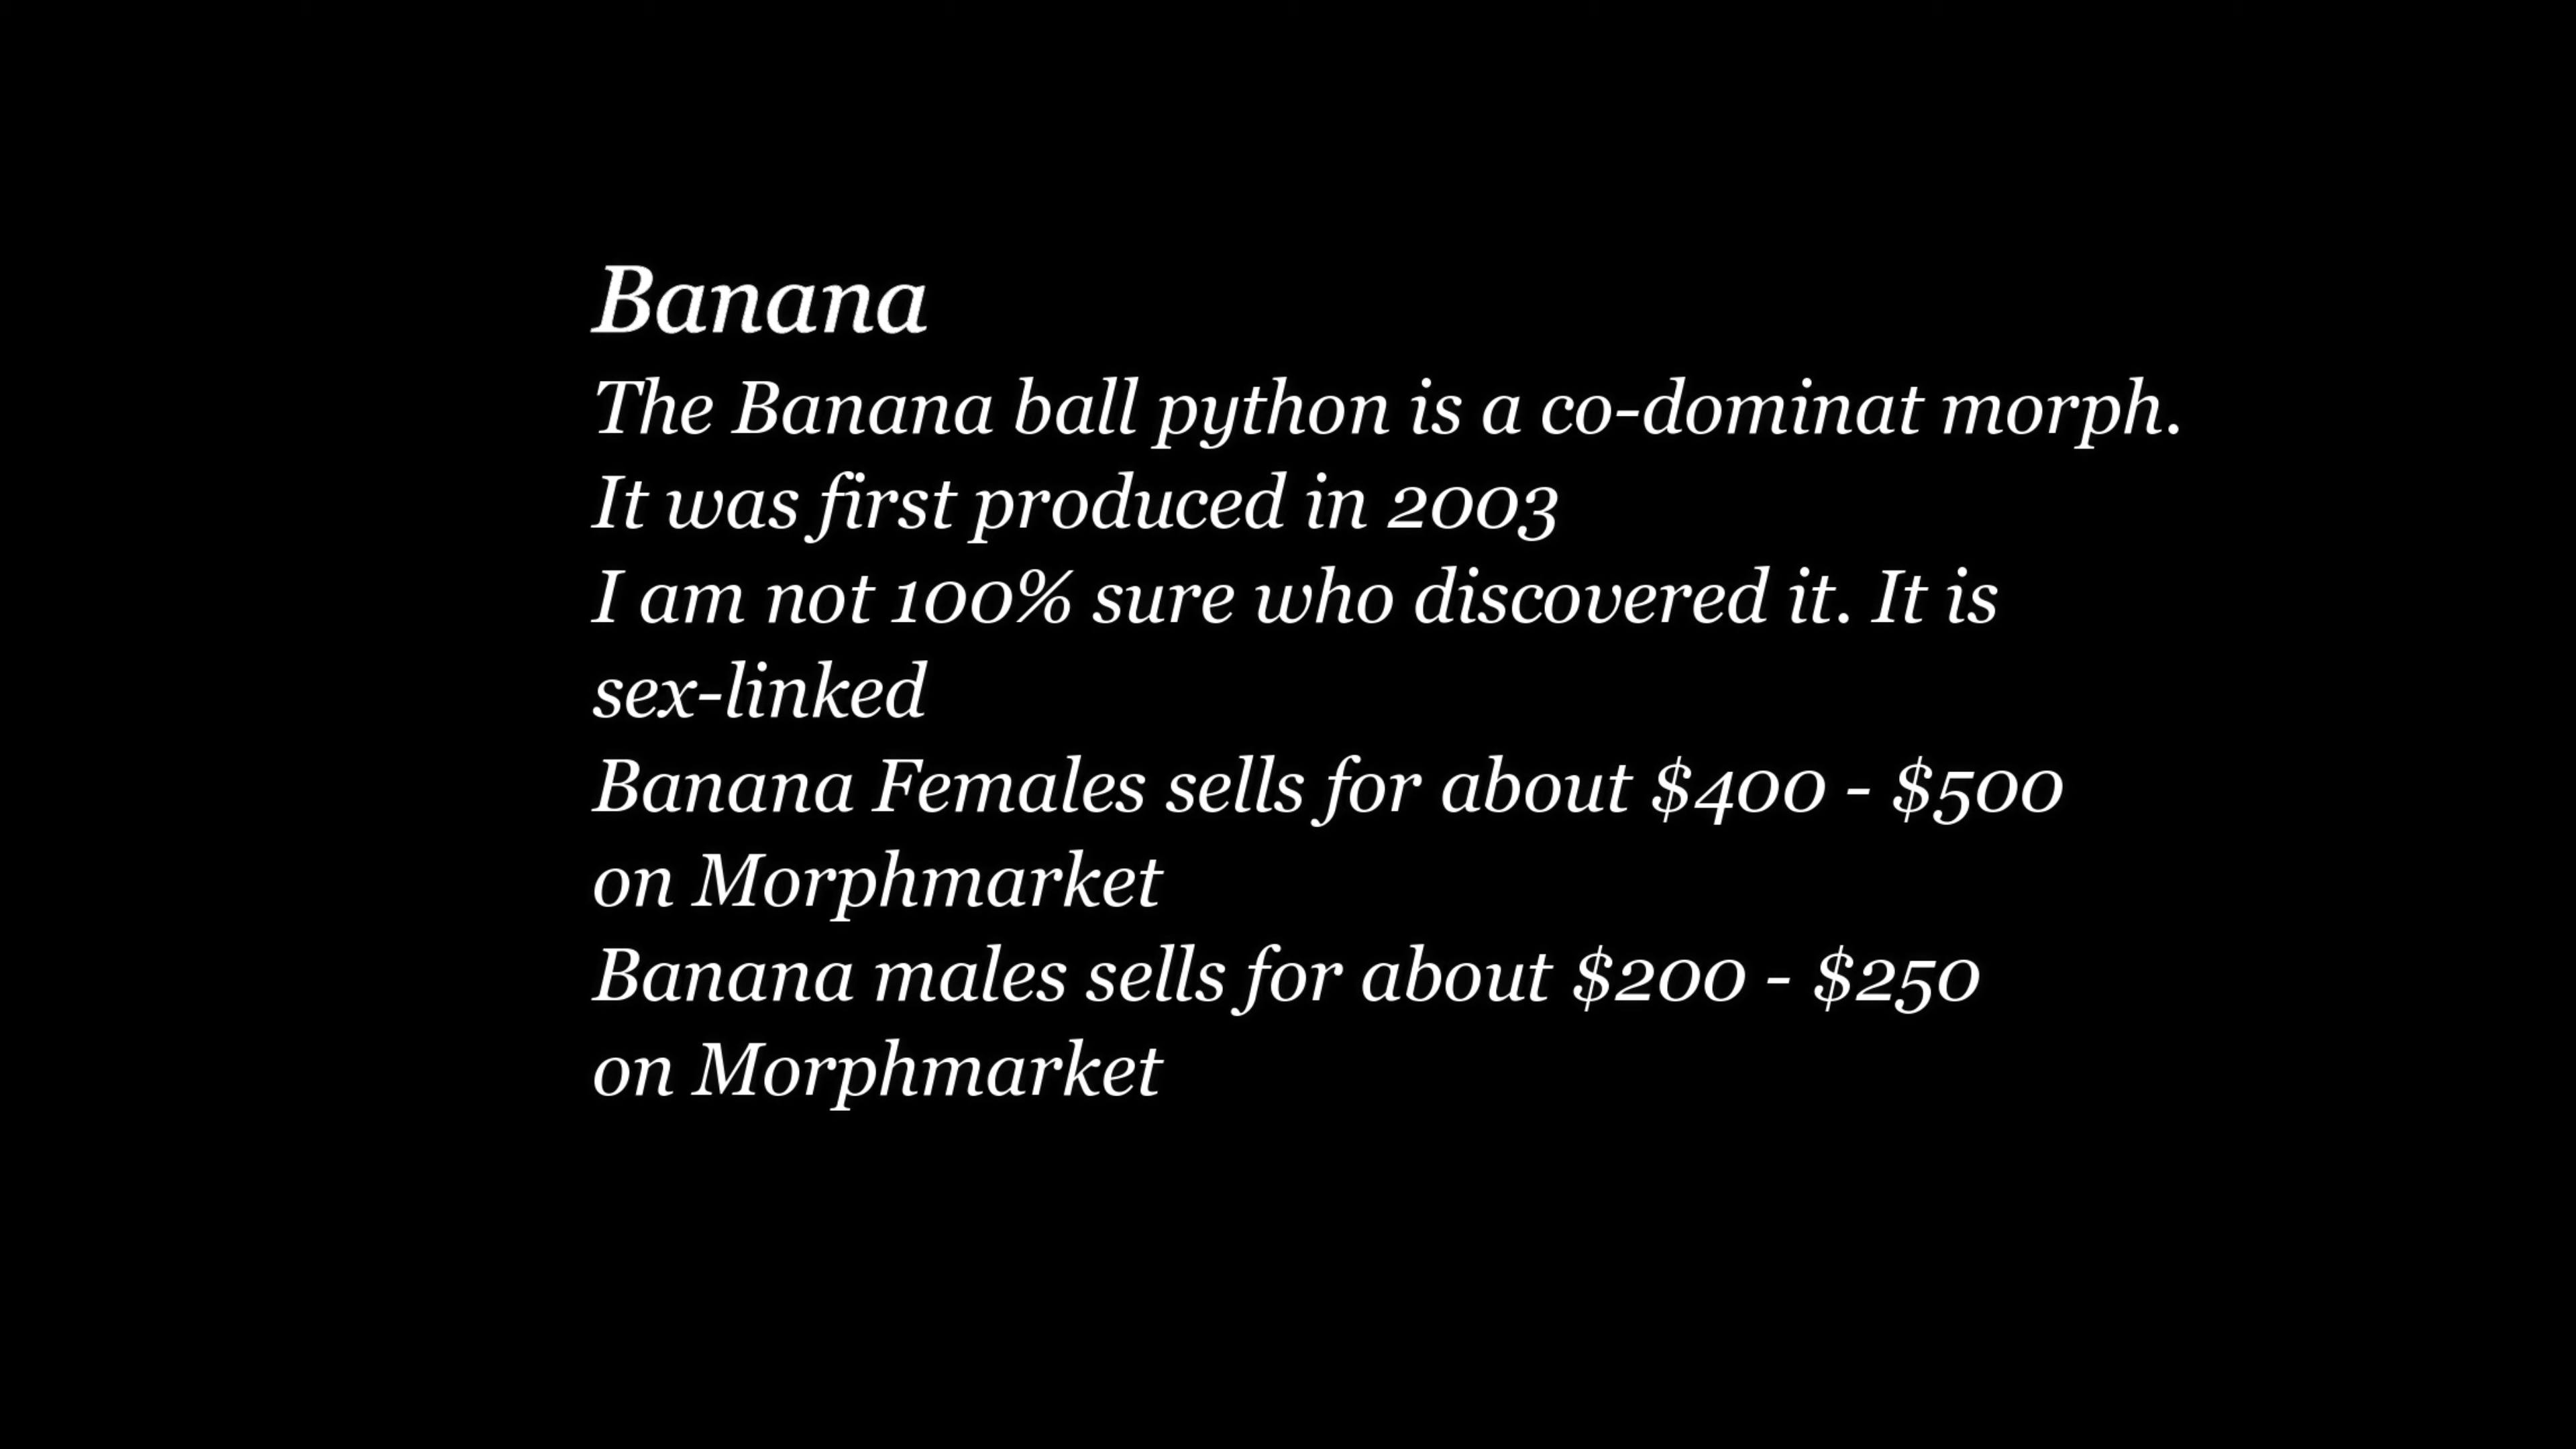 Banana
The Banana ball python is a co-dominat morph.
It was first produced in 2003
I am not 100% sure who discovered it. It is
sex-linked
Banana Females sells for about $400 - $500
on Morphmarket
Banana males sells for about $200 - $250
on Morphmarket